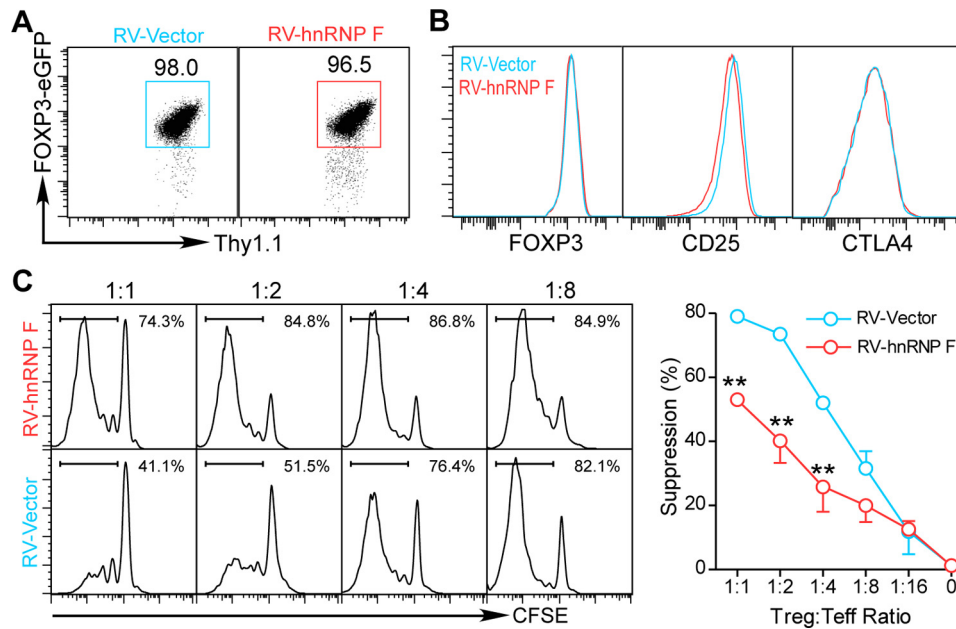 A
RV-Vector
RV-hnRNP F
98.0
96.5
FOXP3-eGFP
Thy1.1
B
RV-Vector
RV-hnRNP F
FOXP3
CD25
CTLA4
C
1:1
1:2
1:4
1:8
RV-hnRNP F
74.3%
84.8%
86.8%
84.9%
RV-Vector
41.1%
51.5%
76.4%
82.1%
CFSE
RV-Vector
RV-hnRNP F
Suppression (%)
80
60
40
20
0
**
**
**
1:1
1:2
1:4
1:8
1:16
0
Treg:Teff Ratio